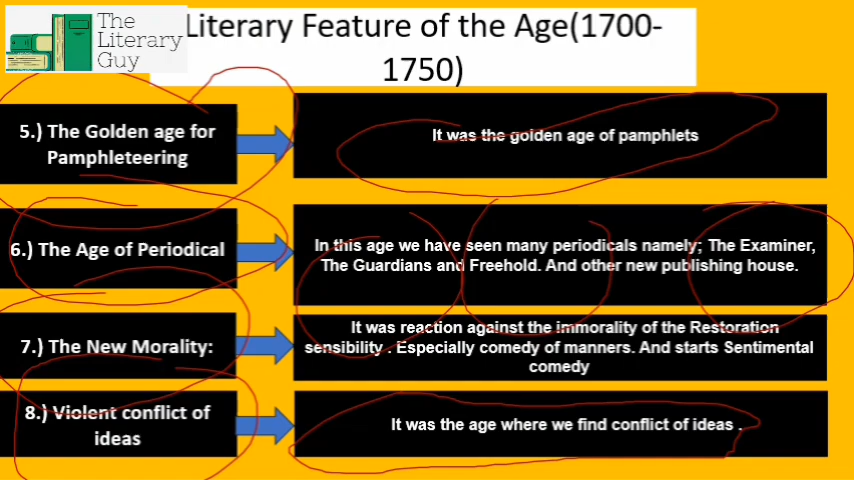 The
Literary
Guy
Literary Feature of the Age(1700-
1750)
5.) The Golden age for
Pamphleteering
It was the golden age of pamphlets
6.) The Age of Periodical
In this age we have seen many periodicals namely; The Examiner,
The Guardians and Freehold. And other new publishing house.
7.) The New Morality:
It was reaction against the immorality of the Restoration
sensibility . Especially comedy of manners. And starts Sentimental
comedy
8.) Violent conflict of
ideas
It was the age where we find conflict of ideas .